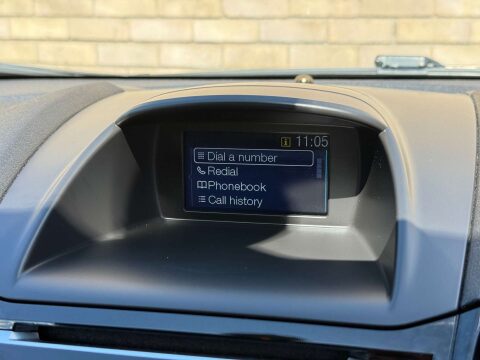 11:05
Dial a number
Redial
Phonebook
Call history